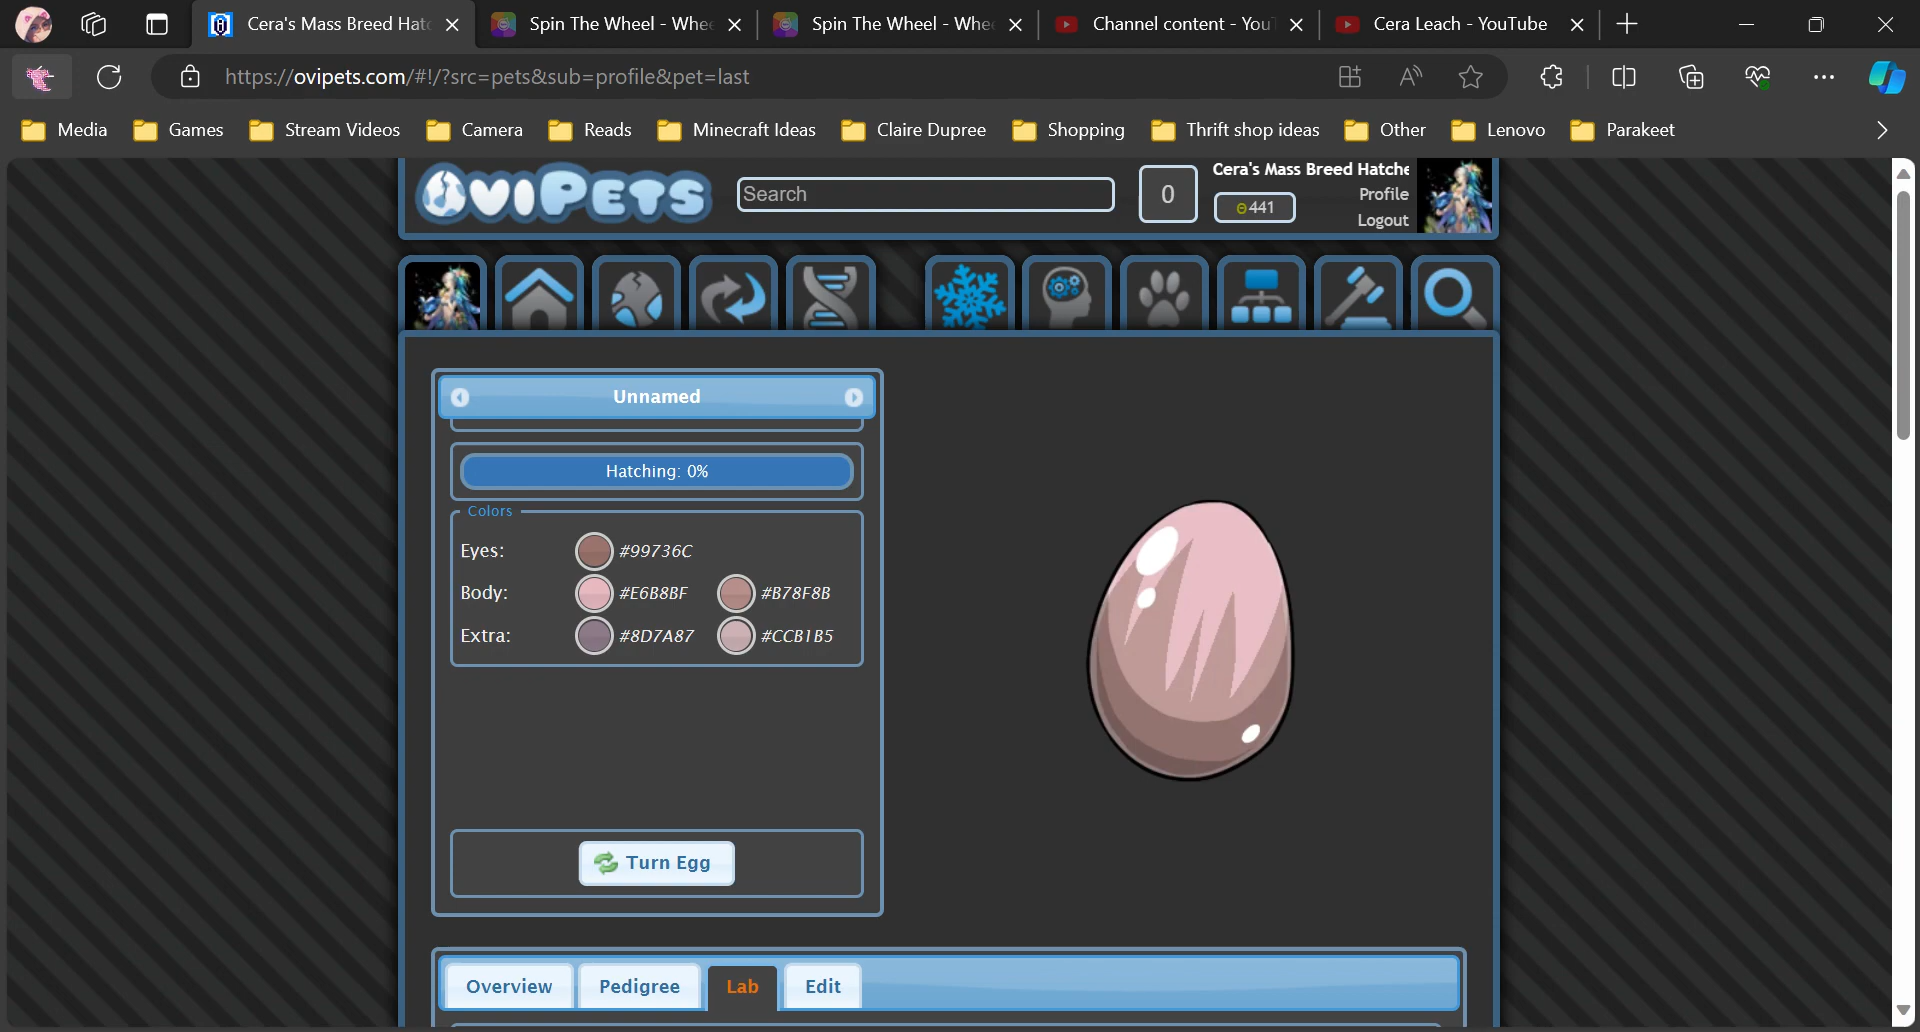 Cera's Mass Breed Hatc
Spin The Wheel - Whe
Spin The Wheel - Whe
Channel content - You
Cera Leach - YouTube
https://ovipets.com/#!/?src=pets&sub=profile&pet=last
Media
Games
Stream Videos
Camera
Reads
Minecraft Ideas
Claire Dupree
Shopping
Thrift shop ideas
Other
Lenovo
Parakeet
OviPets
Search
0
Cera's Mass Breed Hatche
441
Profile
Logout
Unnamed
Hatching: 0%
Colors
Eyes: #99736C
Body: #E6B8BF #B78F8B
Extra: #8D7A87 #CCB1B5
Turn Egg
Overview
Pedigree
Lab
Edit